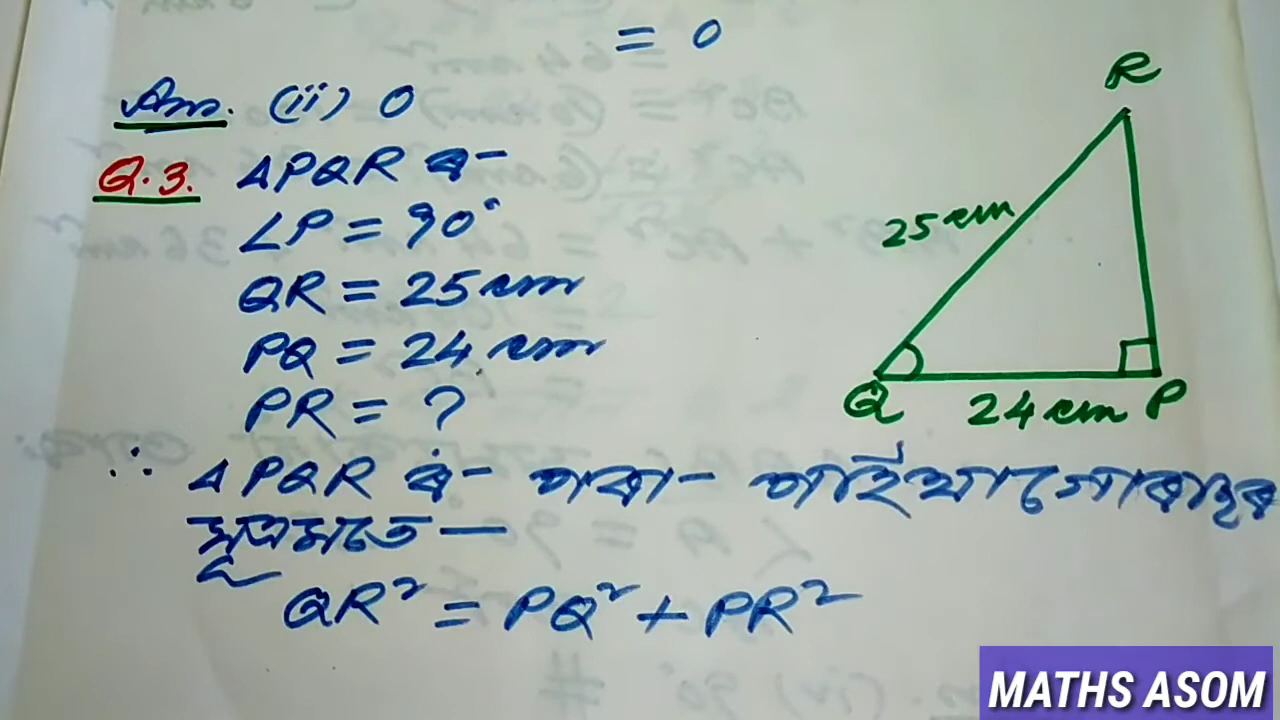 = 0
Ans. (ii) 0
Q.3. ΔPQR ৰ-
∠P = 90°
QR = 25 cm
PQ = 24 cm
PR = ?
∴ ΔPQR ৰ- পৰা- পাইথাগোৰাছৰ
সূত্ৰমতে —
QR² = PQ² + PR²
R
25 cm
Q 24 cm P
MATHS ASOM